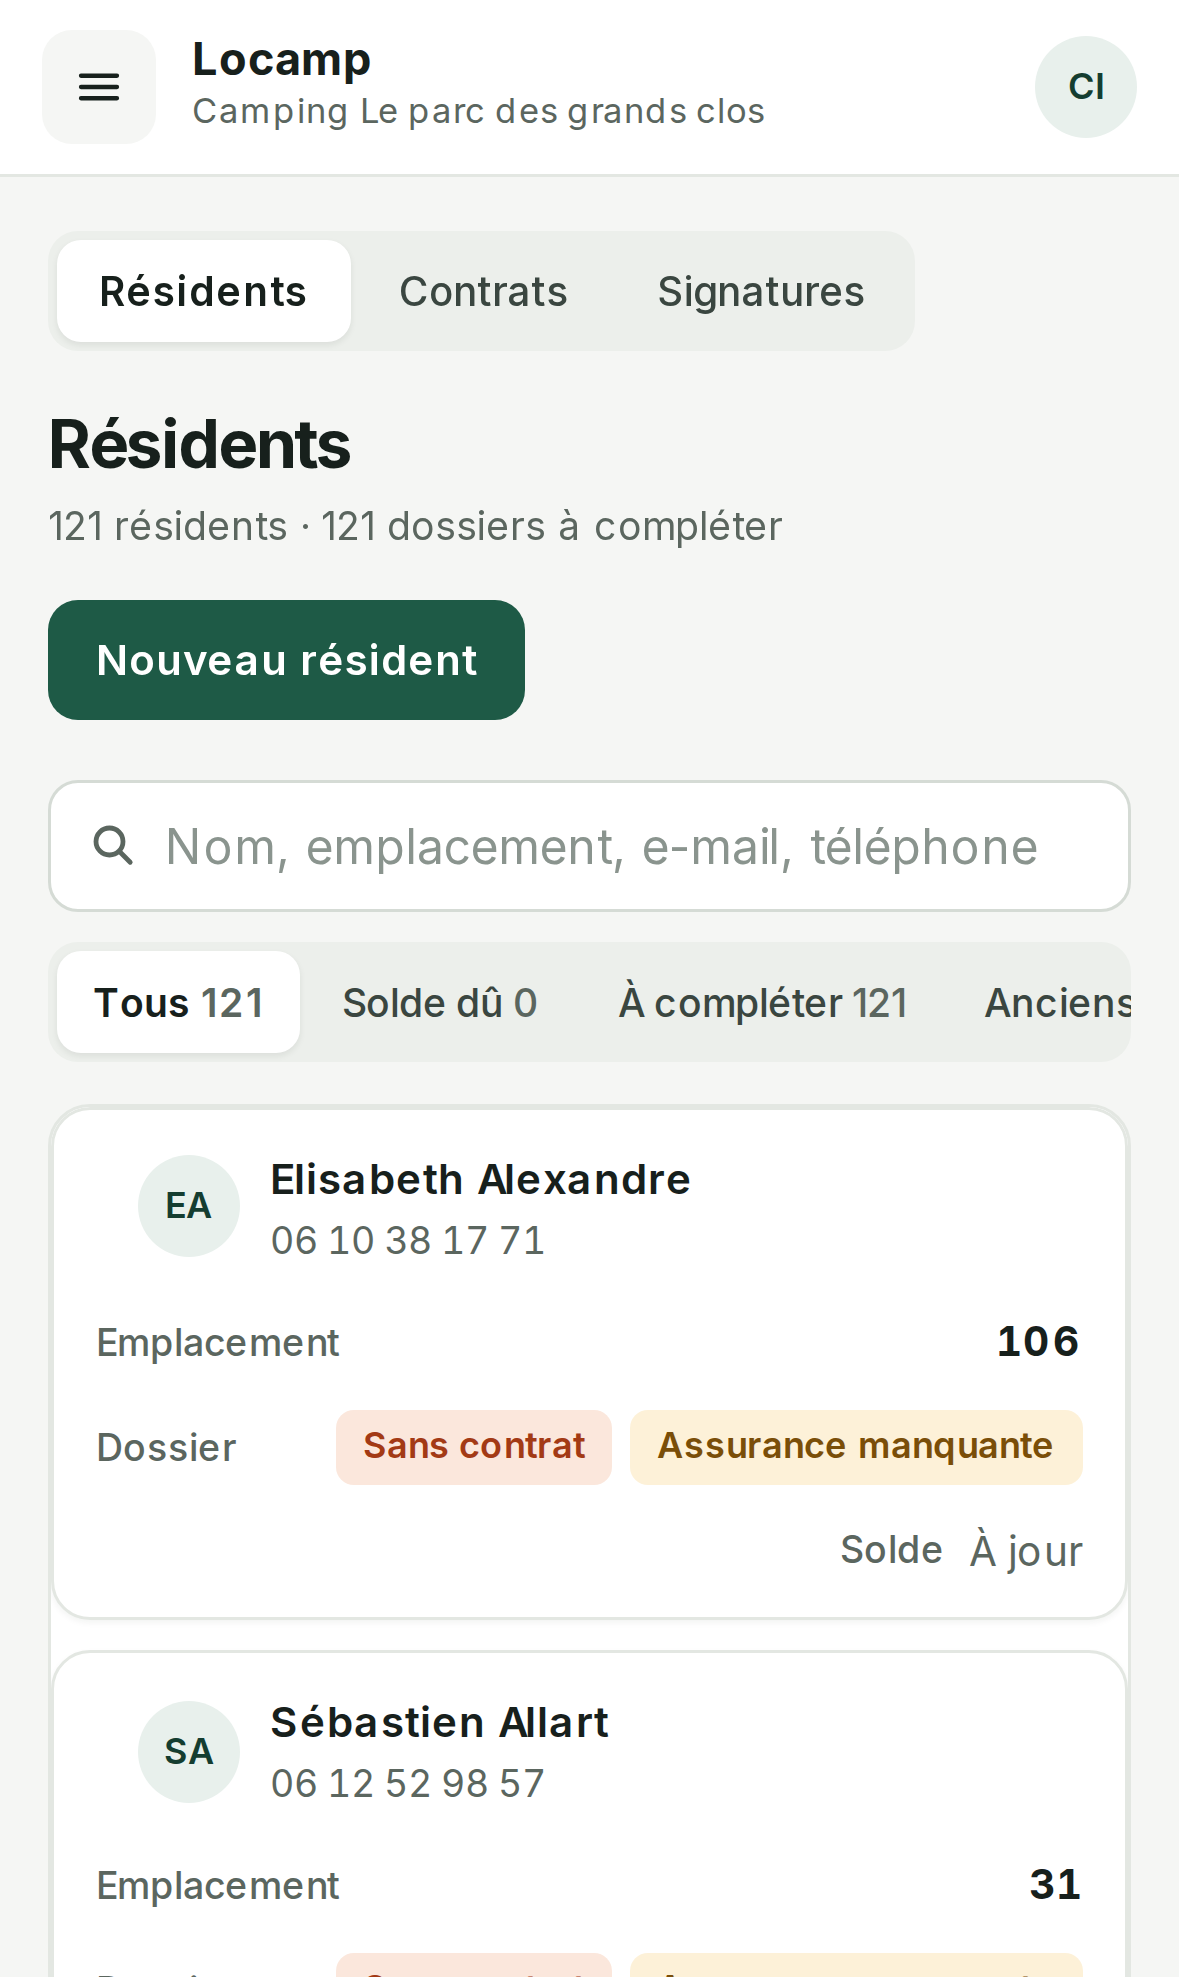 Locamp
Camping Le parc des grands clos
CI
Résidents Contrats Signatures
Résidents
121 résidents · 121 dossiers à compléter
Nouveau résident
Nom, emplacement, e-mail, téléphone
Tous 121 Solde dû 0 À compléter 121 Anciens
EA
Elisabeth Alexandre
06 10 38 17 71
Emplacement 106
Dossier Sans contrat Assurance manquante
Solde À jour
SA
Sébastien Allart
06 12 52 98 57
Emplacement 31